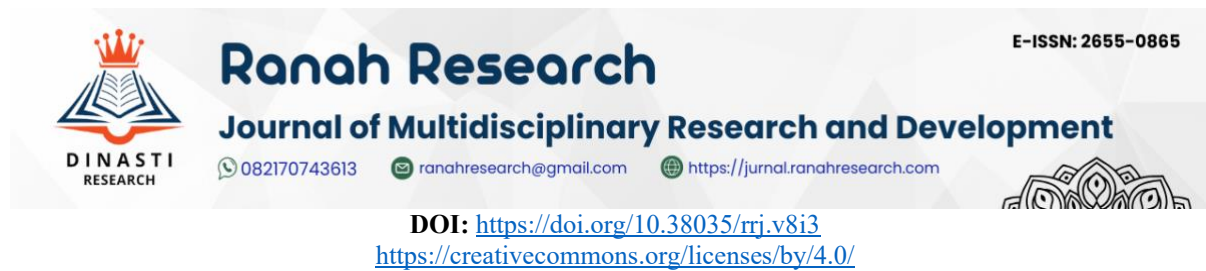 E-ISSN: 2655-0865
Ranah Research
Journal of Multidisciplinary Research and Development
DINASTI
RESEARCH
082170743613 ranahresearch@gmail.com https://jurnal.ranahresearch.com
DOI: https://doi.org/10.38035/rrj.v8i3
https://creativecommons.org/licenses/by/4.0/